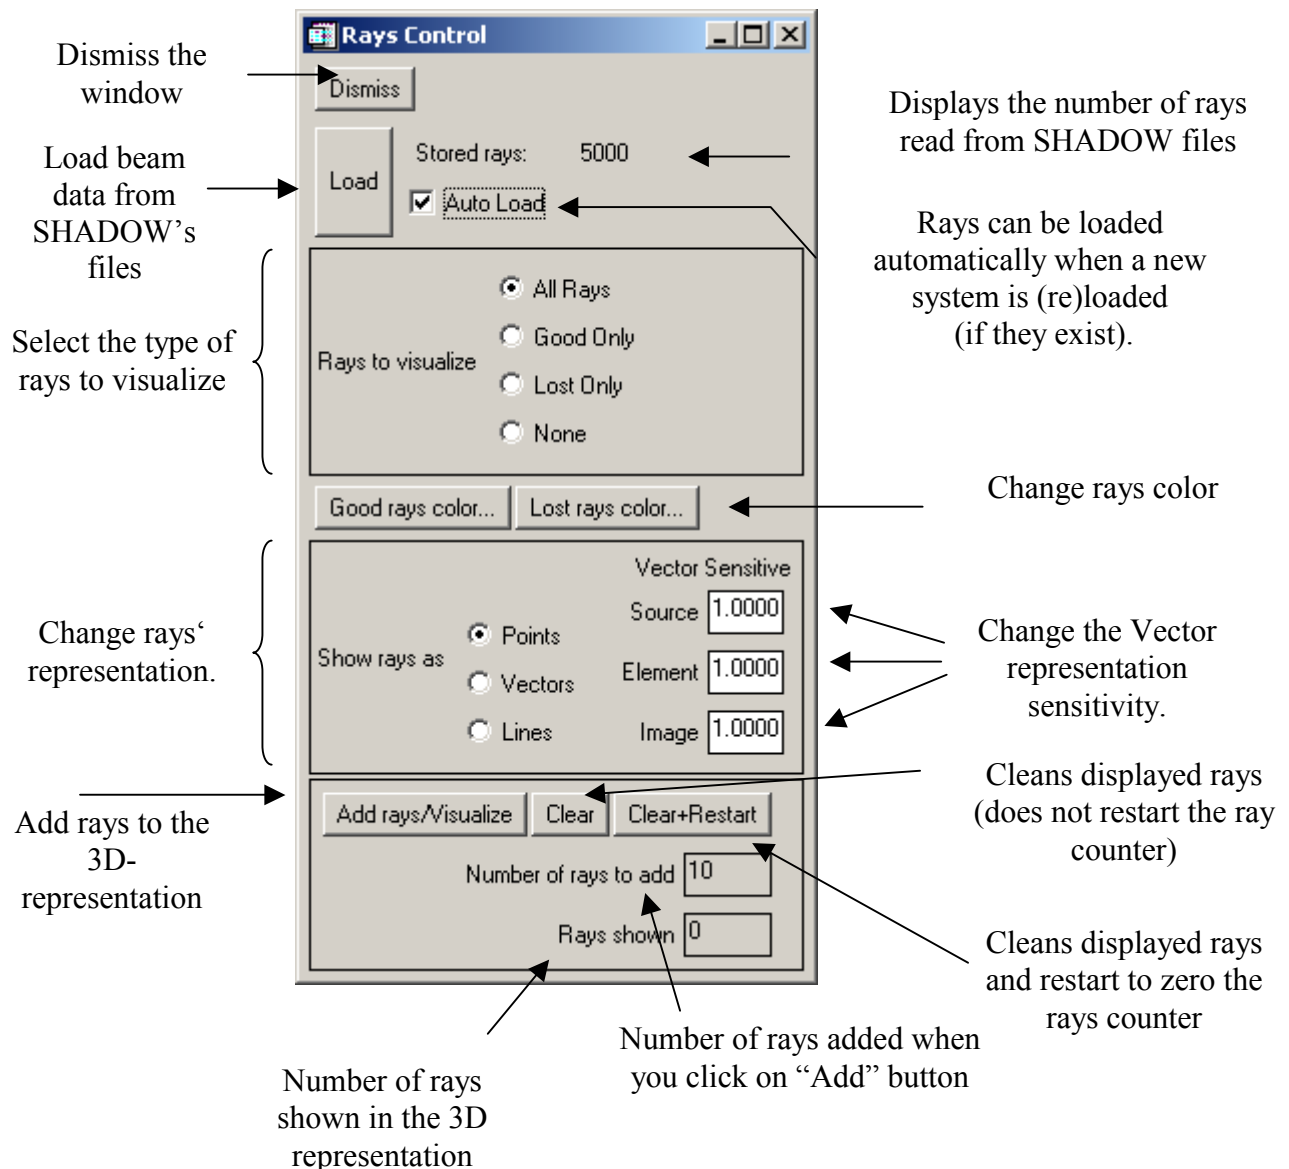 Rays Control
Dismiss the
window
Dismiss
Displays the number of rays
read from SHADOW files
Load beam
data from
SHADOW’s
files
Load
Stored rays: 5000
Auto Load
Rays can be loaded
automatically when a new
system is (re)loaded
(if they exist).
Select the type of
rays to visualize
Rays to visualize
All Rays
Good Only
Lost Only
None
Good rays color...
Lost rays color...
Change rays color
Change rays‘
representation.
Show rays as
Points
Vectors
Lines
Vector Sensitive
Source 1.0000
Element 1.0000
Image 1.0000
Change the Vector
representation
sensitivity.
Add rays to the
3D-
representation
Add rays/Visualize
Clear
Clear+Restart
Cleans displayed rays
(does not restart the ray
counter)
Number of rays to add 10
Rays shown 0
Cleans displayed rays
and restart to zero the
rays counter
Number of rays added when
you click on “Add” button
Number of rays
shown in the 3D
representation